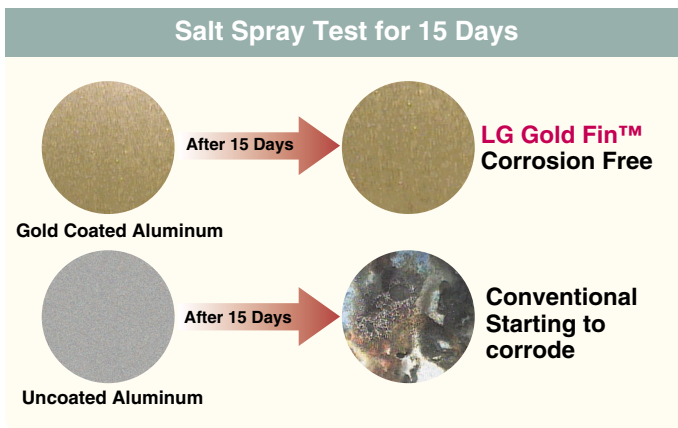 Salt Spray Test for 15 Days
After 15 Days
LG Gold Fin™
Corrosion Free
Gold Coated Aluminum
After 15 Days
Conventional
Starting to
corrode
Uncoated Aluminum